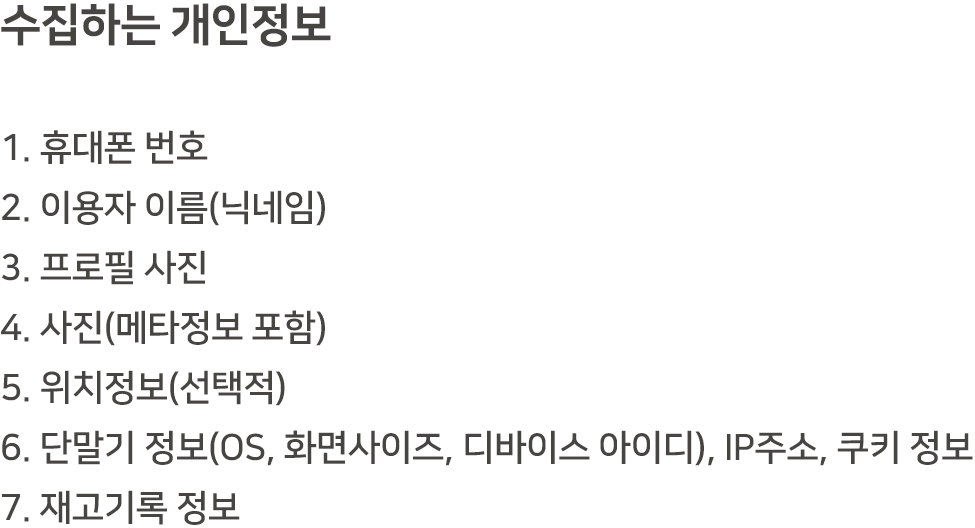 수집하는 개인정보
1. 휴대폰 번호
2. 이용자 이름(닉네임)
3. 프로필 사진
4. 사진(메타정보 포함)
5. 위치정보(선택적)
6. 단말기 정보(OS, 화면사이즈, 디바이스 아이디), IP주소, 쿠키 정보
7. 재고기록 정보